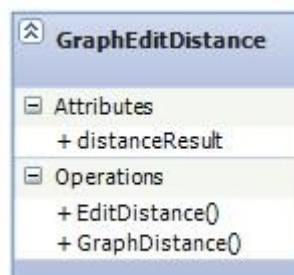 GraphEditDistance
Attributes
+ distanceResult
Operations
+ EditDistance()
+ GraphDistance()